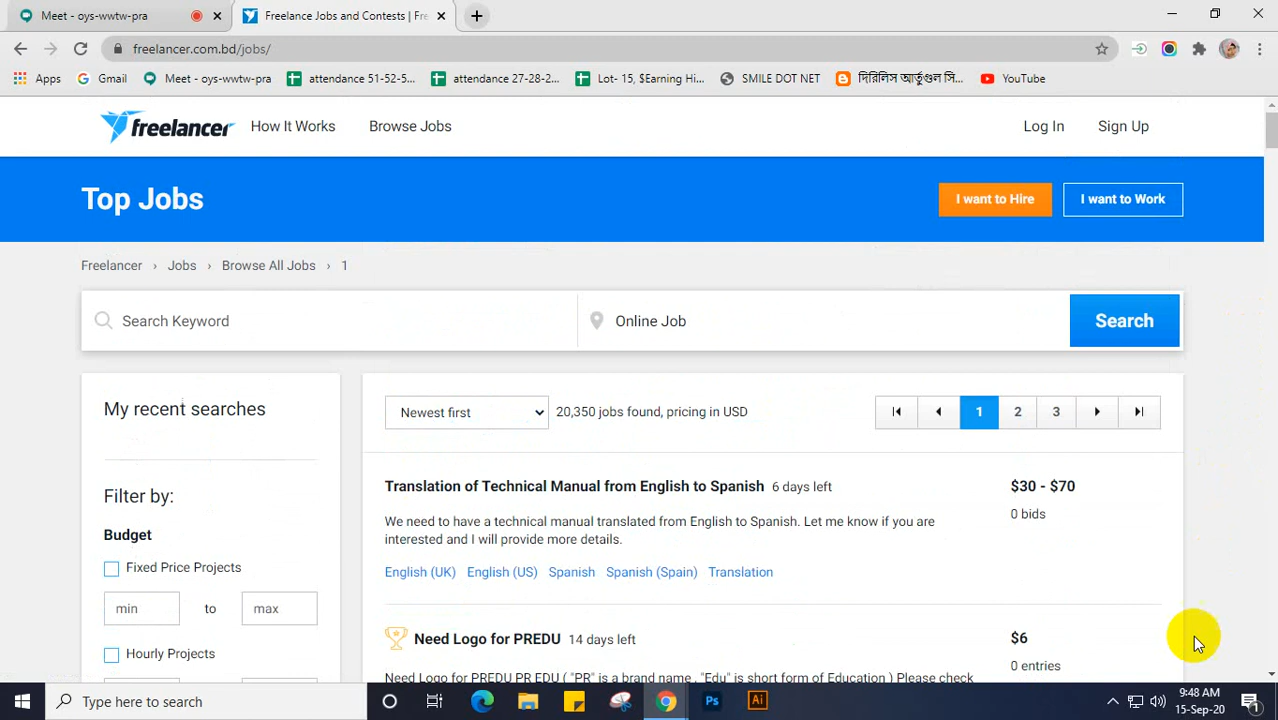 Meet - oys-wwtw-pra
Freelance Jobs and Contests | Fre
freelancer.com.bd/jobs/
Apps Gmail Meet - oys-wwtw-pra attendance 51-52-5... attendance 27-28-2... Lot- 15, $Earning Hi... SMILE DOT NET দিরিলিস আর্তুগুল সি... YouTube
freelancer How It Works Browse Jobs Log In Sign Up
Top Jobs I want to Hire I want to Work
Freelancer › Jobs › Browse All Jobs › 1
Search Keyword Online Job Search
My recent searches
Newest first 20,350 jobs found, pricing in USD 1 2 3
Filter by:
Budget
Fixed Price Projects
min to max
Hourly Projects
Translation of Technical Manual from English to Spanish 6 days left $30 - $70
0 bids
We need to have a technical manual translated from English to Spanish. Let me know if you are
interested and I will provide more details.
English (UK) English (US) Spanish Spanish (Spain) Translation
Need Logo for PREDU 14 days left $6
0 entries
Need Logo for PREDU PR EDU ( "PR" is a brand name , "Edu" is short form of Education ) Please check
Type here to search Ps Ai 9:48 AM
15-Sep-20 1